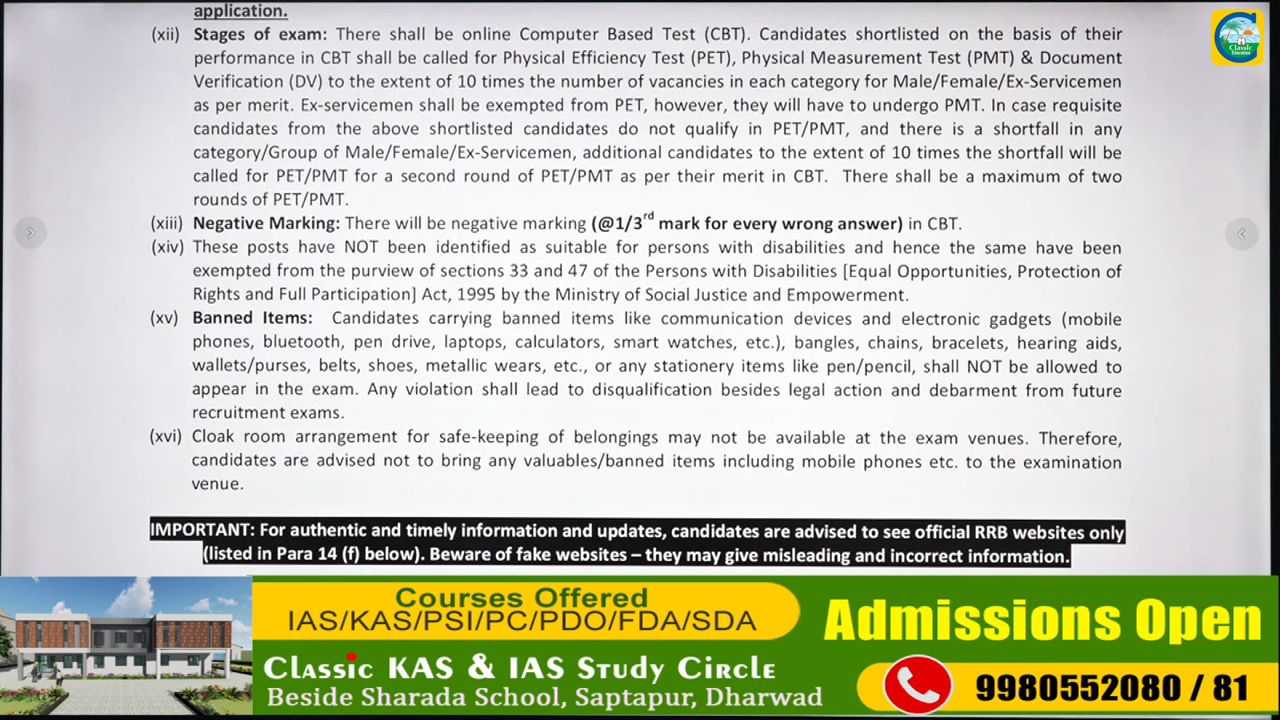 application.
(xii) Stages of exam: There shall be online Computer Based Test (CBT). Candidates shortlisted on the basis of their
performance in CBT shall be called for Physical Efficiency Test (PET), Physical Measurement Test (PMT) & Document
Verification (DV) to the extent of 10 times the number of vacancies in each category for Male/Female/Ex-Servicemen
as per merit. Ex-servicemen shall be exempted from PET, however, they will have to undergo PMT. In case requisite
candidates from the above shortlisted candidates do not qualify in PET/PMT, and there is a shortfall in any
category/Group of Male/Female/Ex-Servicemen, additional candidates to the extent of 10 times the shortfall will be
called for PET/PMT for a second round of PET/PMT as per their merit in CBT. There shall be a maximum of two
rounds of PET/PMT.
(xiii) Negative Marking: There will be negative marking (@1/3rd mark for every wrong answer) in CBT.
(xiv) These posts have NOT been identified as suitable for persons with disabilities and hence the same have been
exempted from the purview of sections 33 and 47 of the Persons with Disabilities [Equal Opportunities, Protection of
Rights and Full Participation] Act, 1995 by the Ministry of Social Justice and Empowerment.
(xv) Banned Items: Candidates carrying banned items like communication devices and electronic gadgets (mobile
phones, bluetooth, pen drive, laptops, calculators, smart watches, etc.), bangles, chains, bracelets, hearing aids,
wallets/purses, belts, shoes, metallic wears, etc., or any stationery items like pen/pencil, shall NOT be allowed to
appear in the exam. Any violation shall lead to disqualification besides legal action and debarment from future
recruitment exams.
(xvi) Cloak room arrangement for safe-keeping of belongings may not be available at the exam venues. Therefore,
candidates are advised not to bring any valuables/banned items including mobile phones etc. to the examination
venue.
IMPORTANT: For authentic and timely information and updates, candidates are advised to see official RRB websites only
(listed in Para 14 (f) below). Beware of fake websites – they may give misleading and incorrect information.
Classic
Education
Courses Offered
IAS/KAS/PSI/PC/PDO/FDA/SDA
Classic KAS & IAS Study Circle
Beside Sharada School, Saptapur, Dharwad
Admissions Open
9980552080 / 81